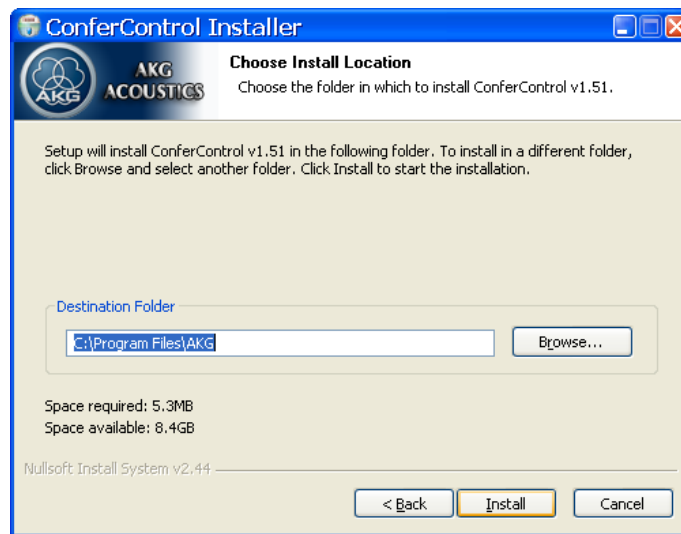 ConferControl Installer
AKG
ACOUSTICS
AKG
Choose Install Location
Choose the folder in which to install ConferControl v1.51.
Setup will install ConferControl v1.51 in the following folder. To install in a different folder,
click Browse and select another folder. Click Install to start the installation.
Destination Folder
C:\Program Files\AKG
Browse...
Space required: 5.3MB
Space available: 8.4GB
Nullsoft Install System v2.44
< Back
Install
Cancel